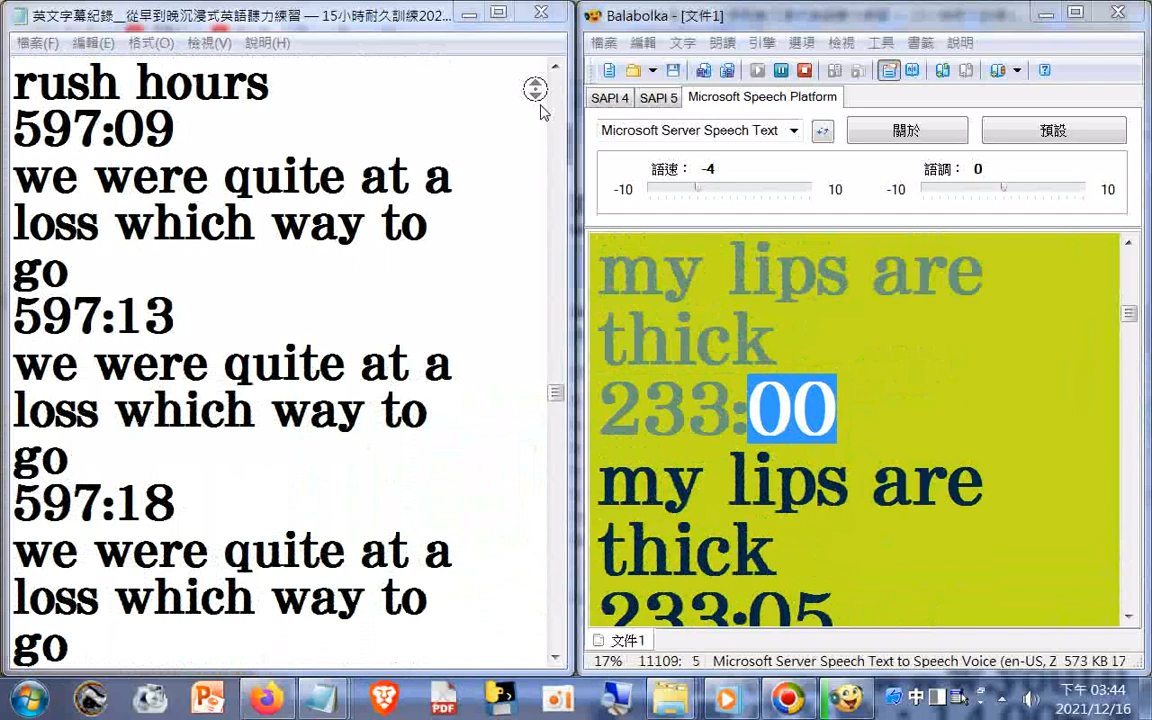 英文字幕紀錄__從早到晚沉浸式英語聽力練習 — 15小時耐久訓練202...
檔案(F) 編輯(E) 格式(O) 檢視(V) 說明(H)
rush hours
597:09
we were quite at a
loss which way to
go
597:13
we were quite at a
loss which way to
go
597:18
we were quite at a
loss which way to
go
Balabolka - [文件1]
檔案 編輯 文字 朗讀 引擎 選項 檢視 工具 書籤 說明
SAPI 4 SAPI 5 Microsoft Speech Platform
Microsoft Server Speech Text 關於 預設
語速： -4 語調： 0
-10 10 -10 10
my lips are
thick
233:00
my lips are
thick
233:05
文件1
17% 11109: 5 Microsoft Server Speech Text to Speech Voice (en-US, Z 573 KB 17
PDF 中 下午 03:44
2021/12/16